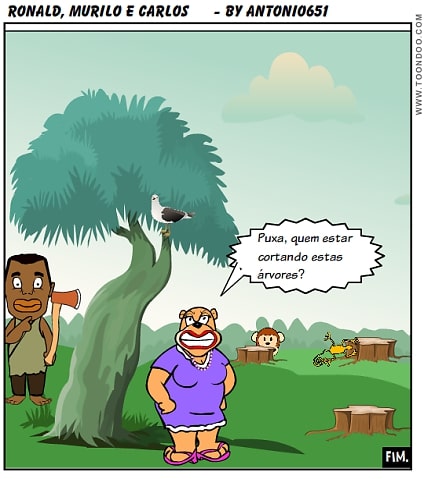 RONALD, MURILO E CARLOS - BY ANTONIO651
WWW.TOONDOO.COM
Puxa, quem estar
cortando estas
árvores?
FIM.